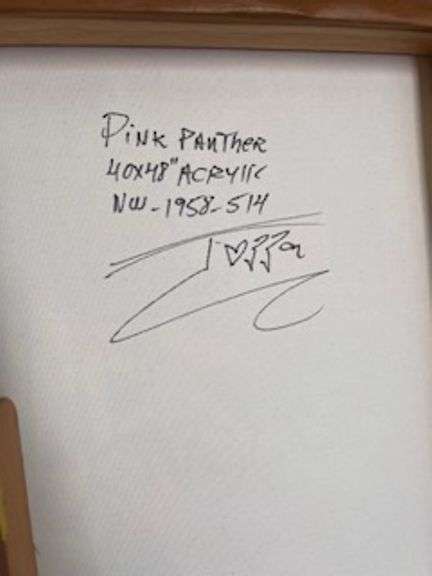 PINK PANTHER
40x48" ACRYLIC
NW-1958-514